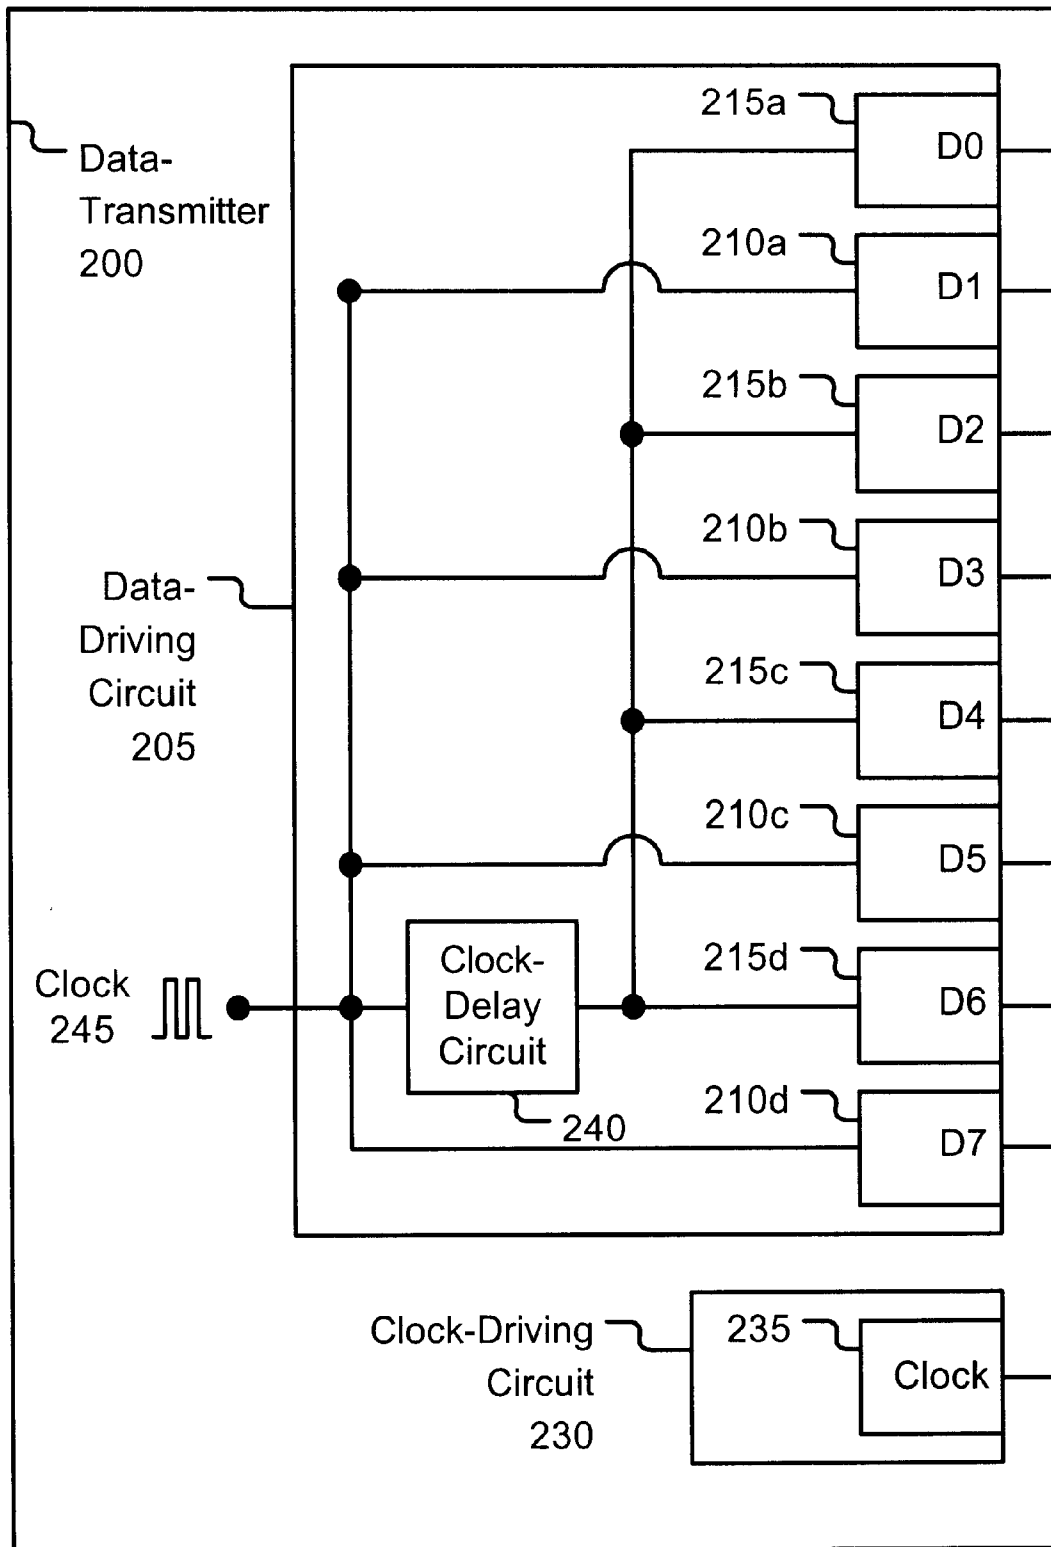 215a
D0
Data-
Transmitter
200
210a
D1
215b
D2
210b
D3
Data-
Driving
Circuit
205
215c
D4
210c
D5
Clock
245
Clock-
Delay
Circuit
240
215d
D6
210d
D7
Clock-Driving
Circuit
230
235
Clock